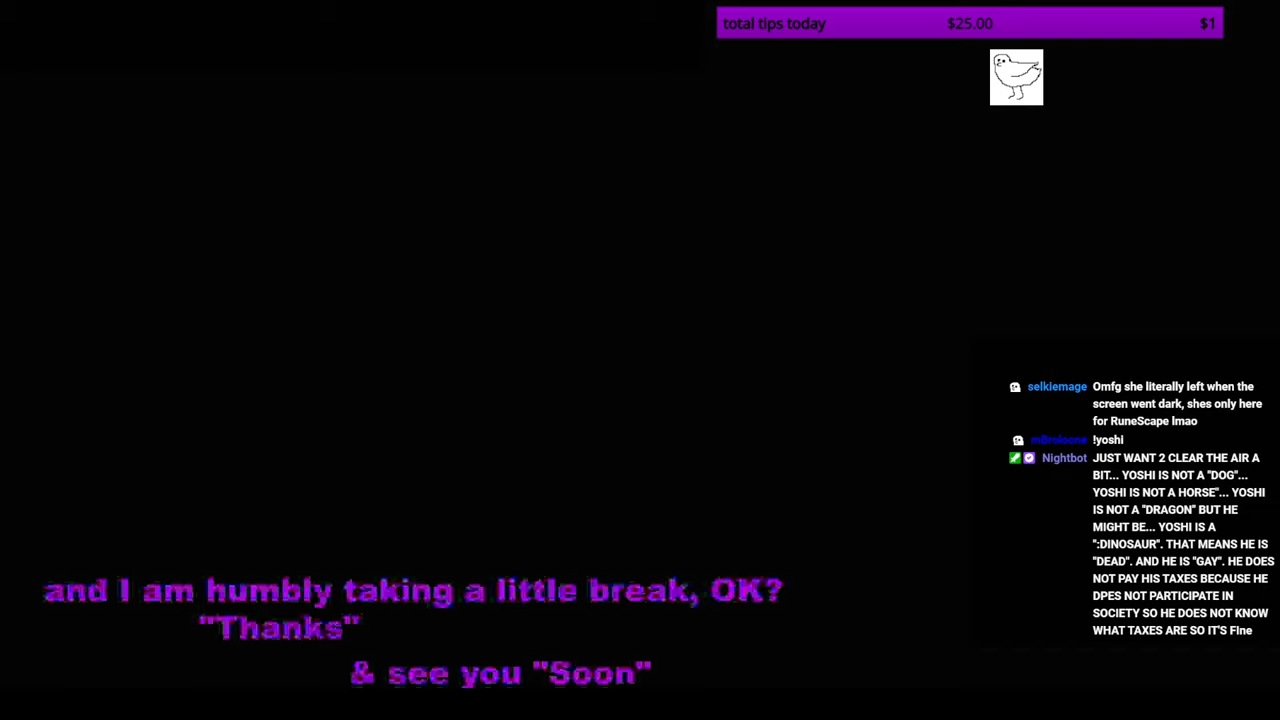 total tips today $25.00 $1
selkiemage Omfg she literally left when the
screen went dark, shes only here
for RuneScape lmao
!yoshi
Nightbot JUST WANT 2 CLEAR THE AIR A
BIT... YOSHI IS NOT A "DOG"...
YOSHI IS NOT A HORSE"... YOSHI
IS NOT A "DRAGON" BUT HE
MIGHT BE... YOSHI IS A
":DINOSAUR". THAT MEANS HE IS
"DEAD". AND HE IS "GAY". HE DOES
NOT PAY HIS TAXES BECAUSE HE
DPES NOT PARTICIPATE IN
SOCIETY SO HE DOES NOT KNOW
WHAT TAXES ARE SO IT'S FIne
and I am humbly taking a little break, OK?
"Thanks"
& see you "Soon"